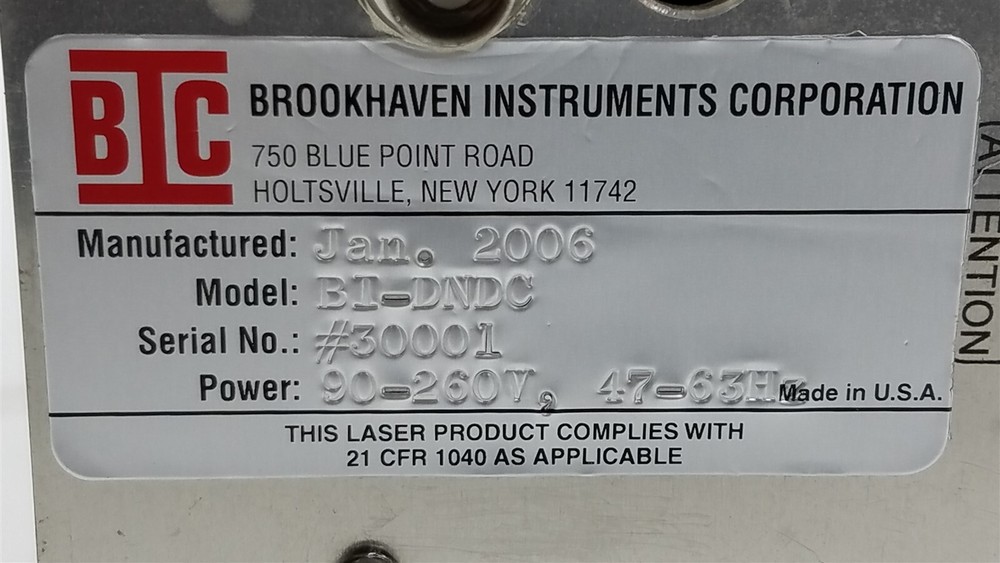 BIC BROOKHAVEN INSTRUMENTS CORPORATION
750 BLUE POINT ROAD
HOLTSVILLE, NEW YORK 11742
Manufactured: Jan. 2006
Model: BI-DNDC
Serial No.: #30001
Power: 90-260V, 47-63Hz Made in U.S.A.
THIS LASER PRODUCT COMPLIES WITH
21 CFR 1040 AS APPLICABLE
(ATTENTION)